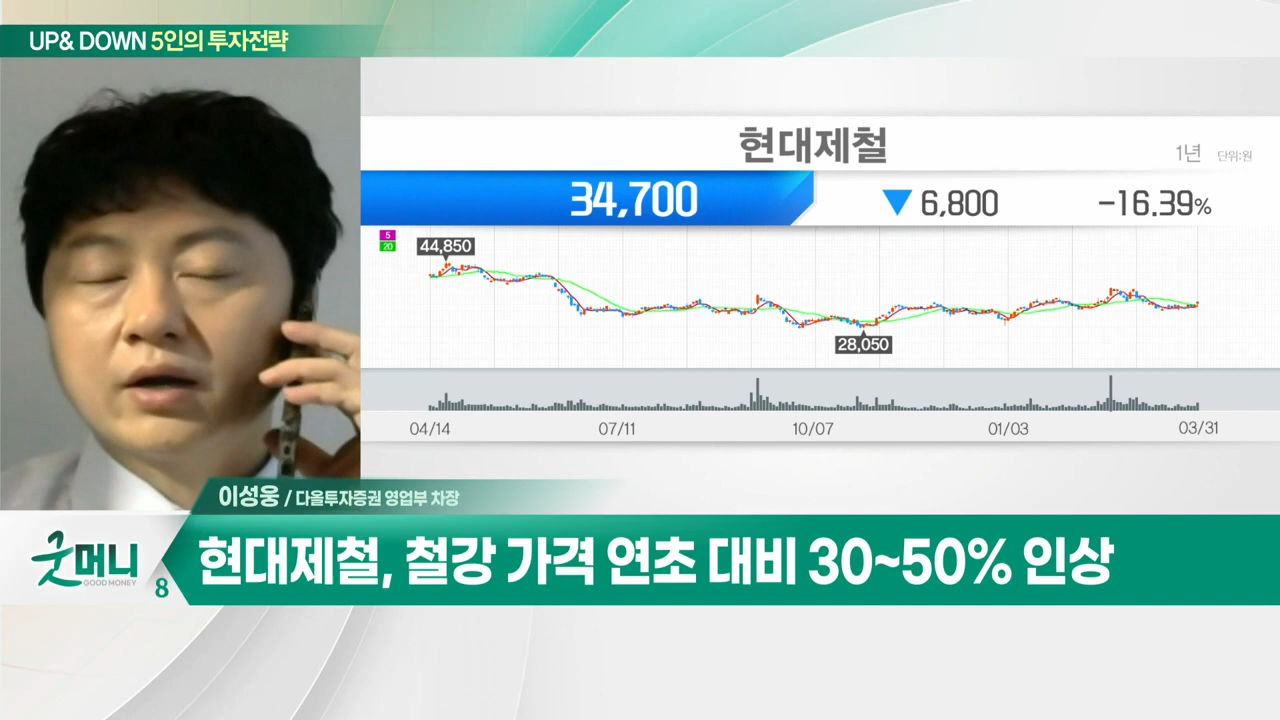 UP& DOWN 5인의 투자전략
현대제철
1년 단위:원
34,700 ▼ 6,800 -16.39%
5
20
44,850
28,050
04/14 07/11 10/07 01/03 03/31
이성웅 / 다올투자증권 영업부 차장
굿머니
GOOD MONEY
8
현대제철, 철강 가격 연초 대비 30~50% 인상